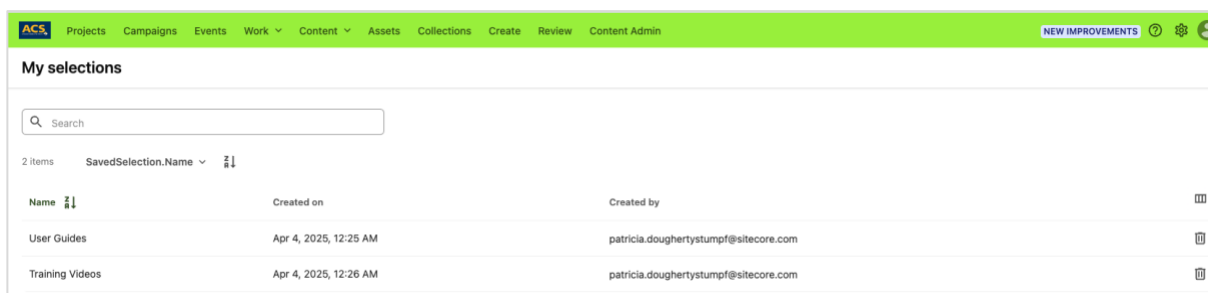 ACS Projects Campaigns Events Work Content Assets Collections Create Review Content Admin NEW IMPROVEMENTS
My selections
Search
2 items SavedSelection.Name
Name Created on Created by
User Guides Apr 4, 2025, 12:25 AM patricia.doughertystumpf@sitecore.com
Training Videos Apr 4, 2025, 12:26 AM patricia.doughertystumpf@sitecore.com